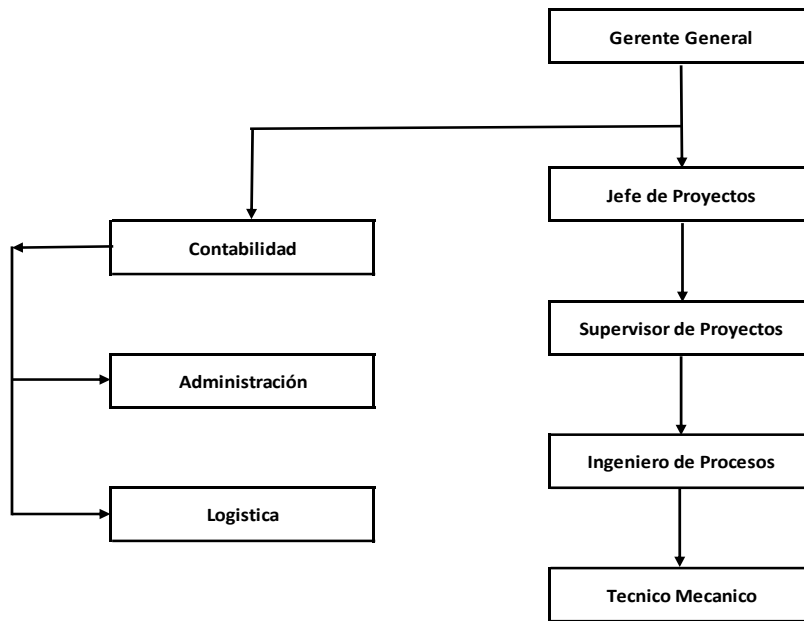 Gerente General
Jefe de Proyectos
Contabilidad
Supervisor de Proyectos
Administración
Ingeniero de Procesos
Logistica
Tecnico Mecanico